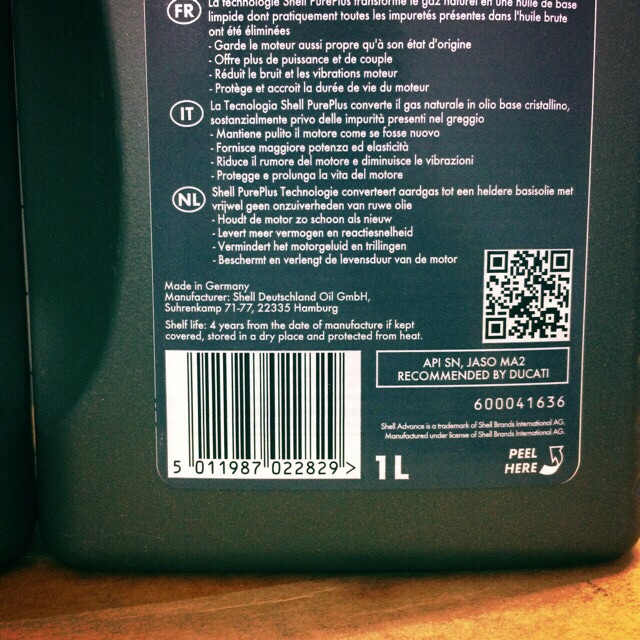 FR
La technologie Shell PurePlus transforme le gaz naturel en une huile de base
limpide dont pratiquement toutes les impuretés présentes dans l'huile brute
ont été éliminées
- Garde le moteur aussi propre qu'à son état d'origine
- Offre plus de puissance et de couple
- Réduit le bruit et les vibrations moteur
- Protège et accroit la durée de vie du moteur
IT
La Tecnologia Shell PurePlus converte il gas naturale in olio base cristallino,
sostanzialmente privo delle impurità presenti nel greggio
- Mantiene pulito il motore come se fosse nuovo
- Fornisce maggiore potenza ed elasticità
- Riduce il rumore del motore e diminuisce le vibrazioni
- Protegge e prolunga la vita del motore
NL
Shell PurePlus Technologie converteert aardgas tot een heldere basisolie met
vrijwel geen onzuiverheden van ruwe olie
- Houdt de motor zo schoon als nieuw
- Levert meer vermogen en reactiesnelheid
- Vermindert het motorgeluid en trillingen
- Beschermt en verlengt de levensduur van de motor
Made in Germany
Manufacturer: Shell Deutschland Oil GmbH,
Suhrenkamp 71-77, 22335 Hamburg
Shelf life: 4 years from the date of manufacture if kept
covered, stored in a dry place and protected from heat.
API SN, JASO MA2
RECOMMENDED BY DUCATI
600041636
Shell Advance is a trademark of Shell Brands International AG.
Manufactured under license of Shell Brands International AG.
5 011987 022829 >
1L
PEEL
HERE